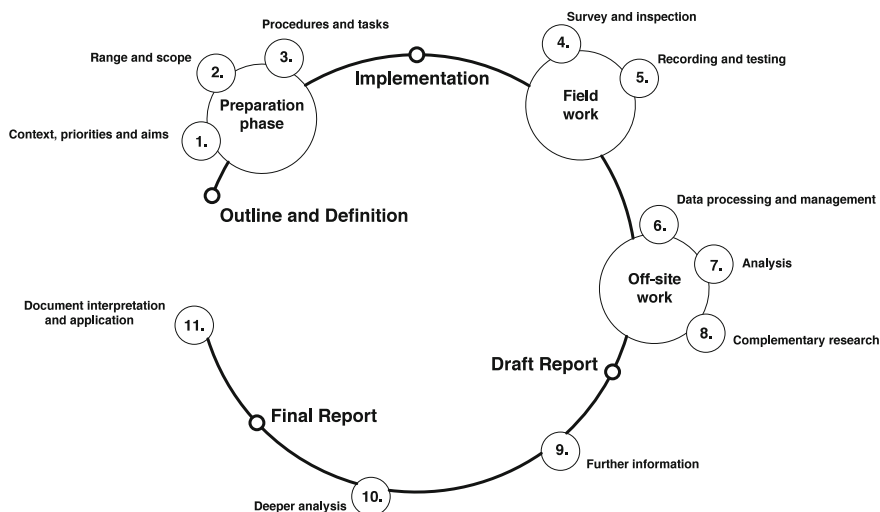 Procedures and tasks
3.
Range and scope
2.
Preparation
phase
Context, priorities and aims
1.
Outline and Definition
Implementation
Survey and inspection
4.
Recording and testing
5.
Field
work
Data processing and management
6.
Analysis
7.
Off-site
work
Complementary research
8.
Draft Report
Further information
9.
Deeper analysis
10.
Final Report
Document interpretation
and application
11.